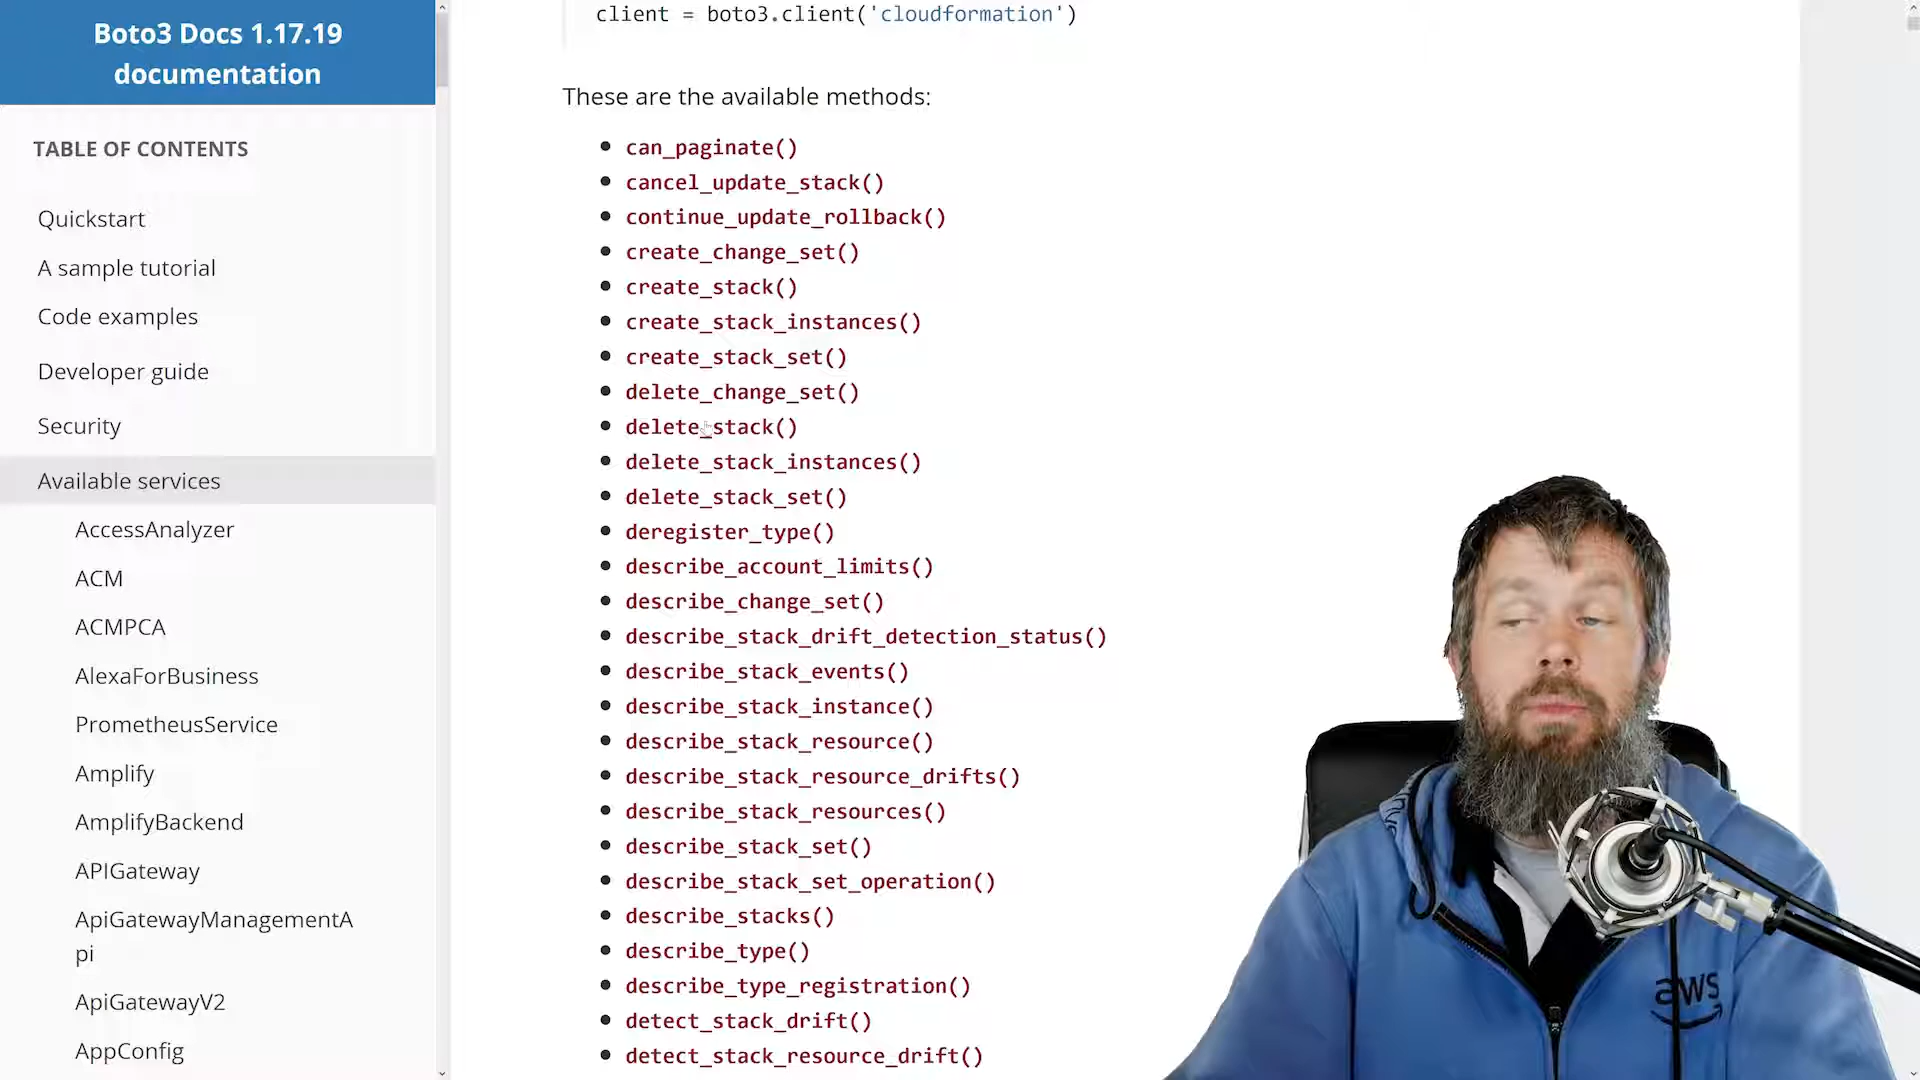 Boto3 Docs 1.17.19
documentation
TABLE OF CONTENTS
Quickstart
A sample tutorial
Code examples
Developer guide
Security
Available services
AccessAnalyzer
ACM
ACMPCA
AlexaForBusiness
PrometheusService
Amplify
AmplifyBackend
APIGateway
ApiGatewayManagementA
pi
ApiGatewayV2
AppConfig
client = boto3.client('cloudformation')
These are the available methods:
can_paginate()
cancel_update_stack()
continue_update_rollback()
create_change_set()
create_stack()
create_stack_instances()
create_stack_set()
delete_change_set()
delete_stack()
delete_stack_instances()
delete_stack_set()
deregister_type()
describe_account_limits()
describe_change_set()
describe_stack_drift_detection_status()
describe_stack_events()
describe_stack_instance()
describe_stack_resource()
describe_stack_resource_drifts()
describe_stack_resources()
describe_stack_set()
describe_stack_set_operation()
describe_stacks()
describe_type()
describe_type_registration()
detect_stack_drift()
detect_stack_resource_drift()
aws